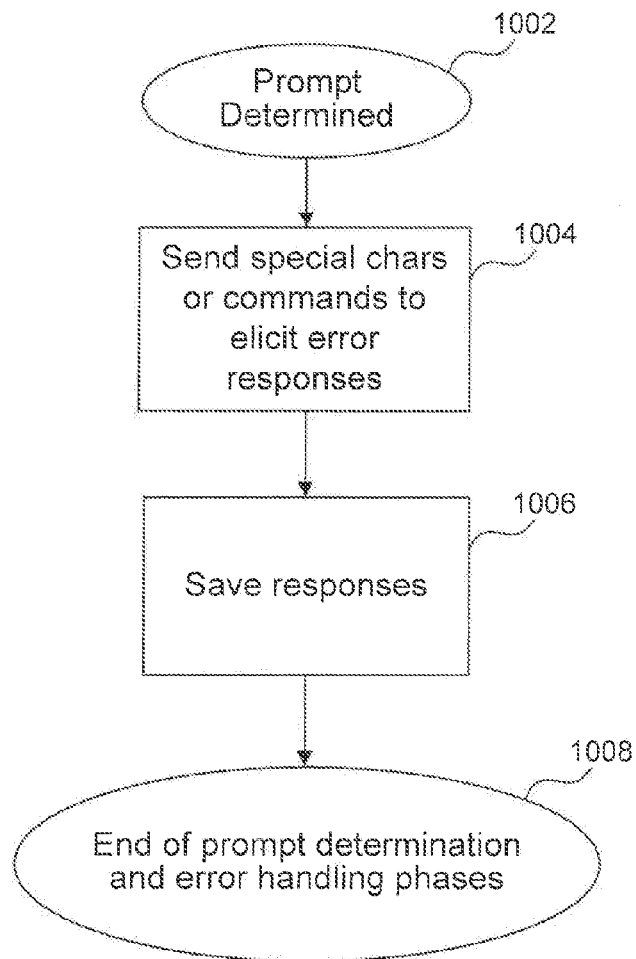 1002
Prompt
Determined
1004
Send special chars
or commands to
elicit error
responses
1006
Save responses
1008
End of prompt determination
and error handling phases